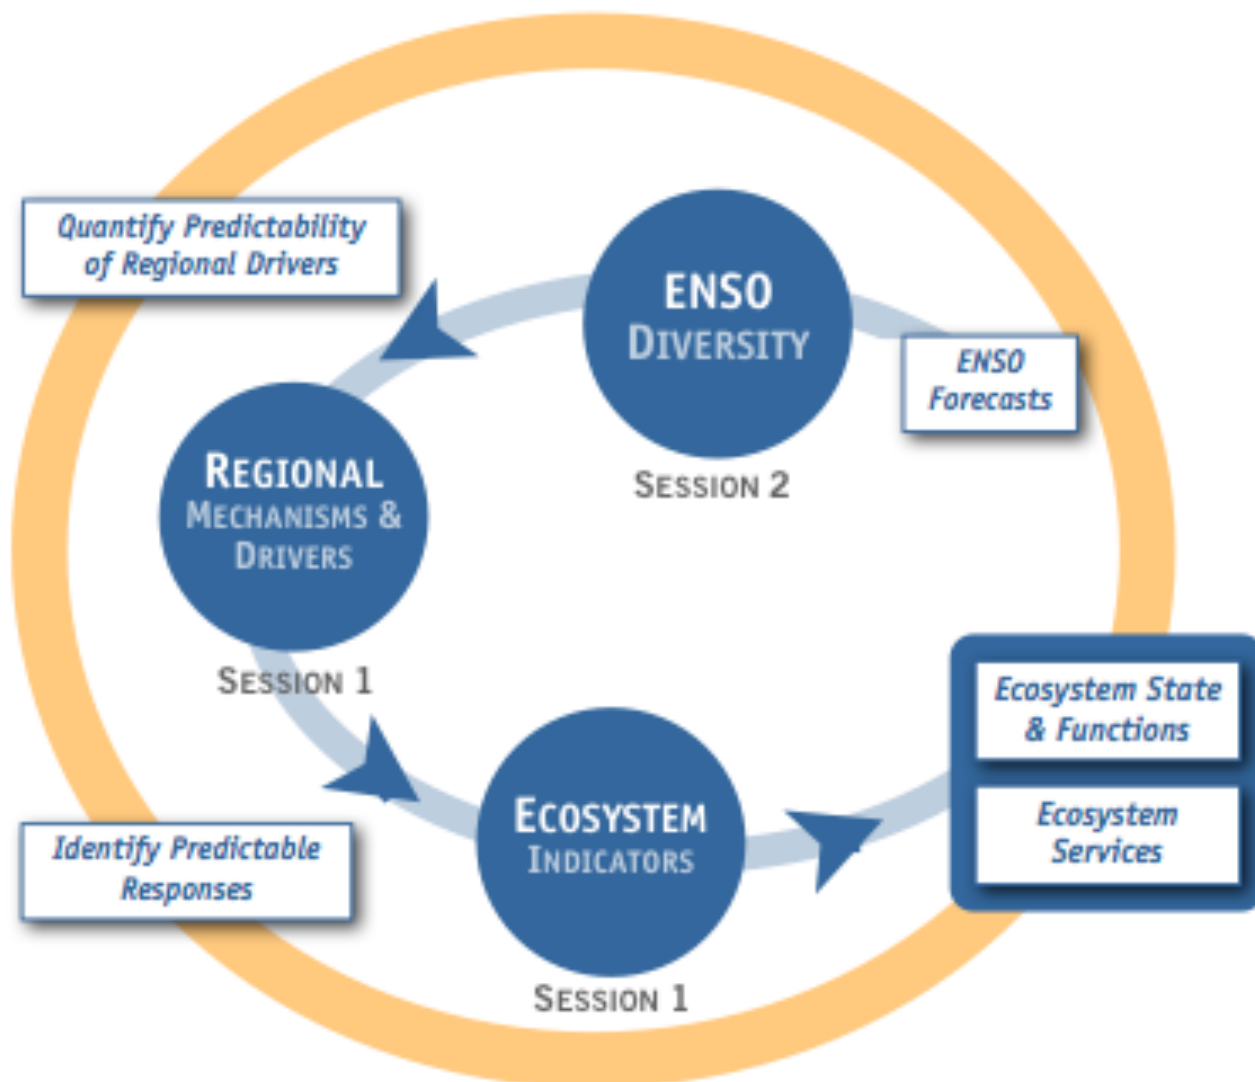 Quantify Predictability
of Regional Drivers
ENSO
DIVERSITY
SESSION 2
ENSO
Forecasts
REGIONAL
MECHANISMS &
DRIVERS
SESSION 1
Identify Predictable
Responses
ECOSYSTEM
INDICATORS
SESSION 1
Ecosystem State
& Functions
Ecosystem
Services